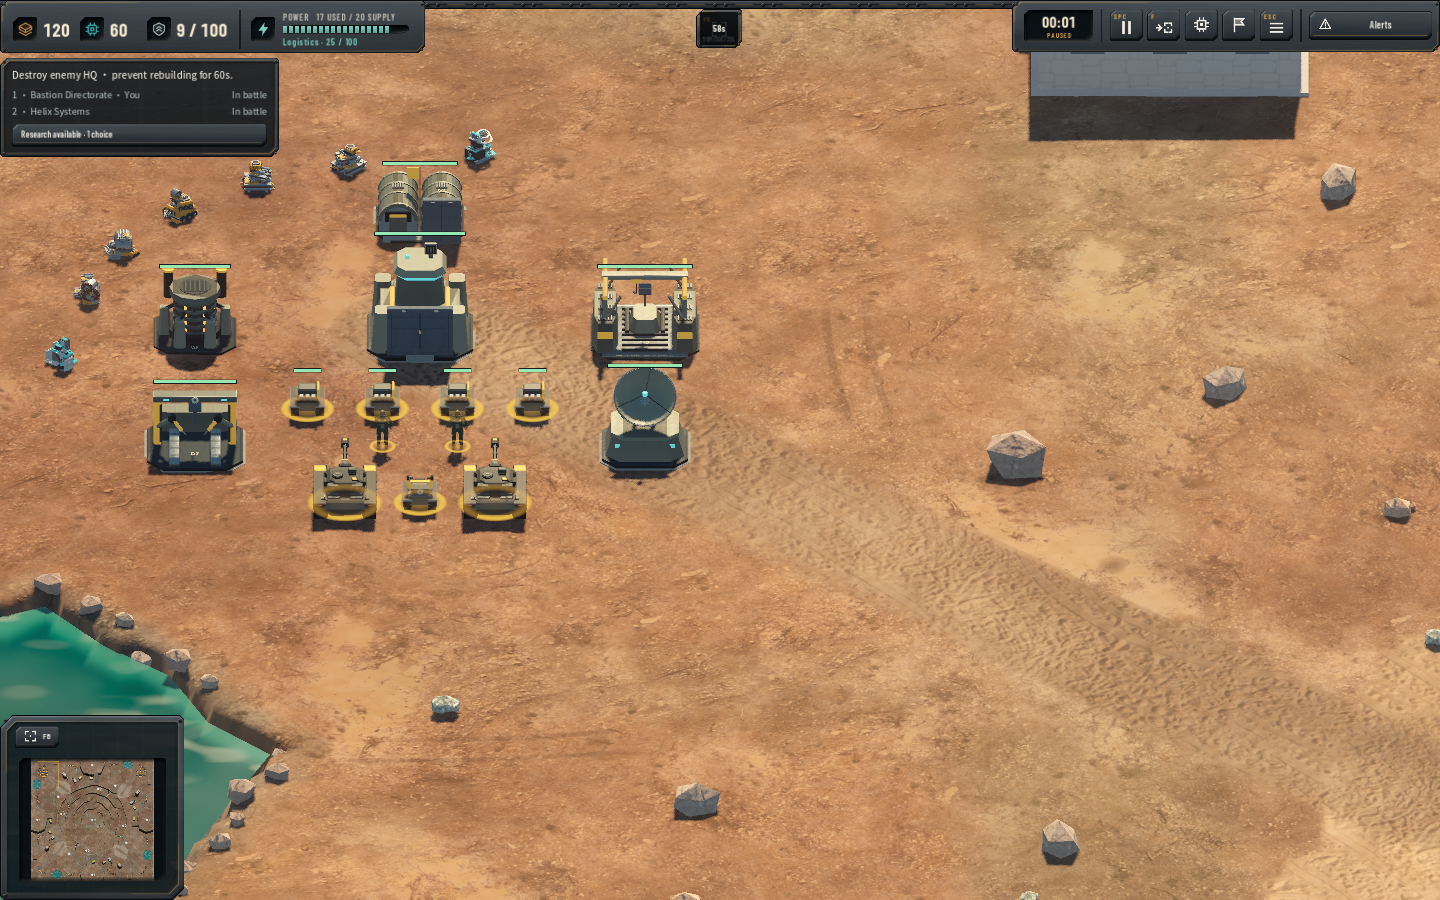 120
60
9 / 100
POWER 17 USED / 20 SUPPLY
Logistics · 25 / 100
58s
00:01
PAUSED
SPC
F
ESC
Alerts
Destroy enemy HQ • prevent rebuilding for 60s.
1 • Bastion Directorate • You In battle
2 • Helix Systems In battle
Research available · 1 choice
F8